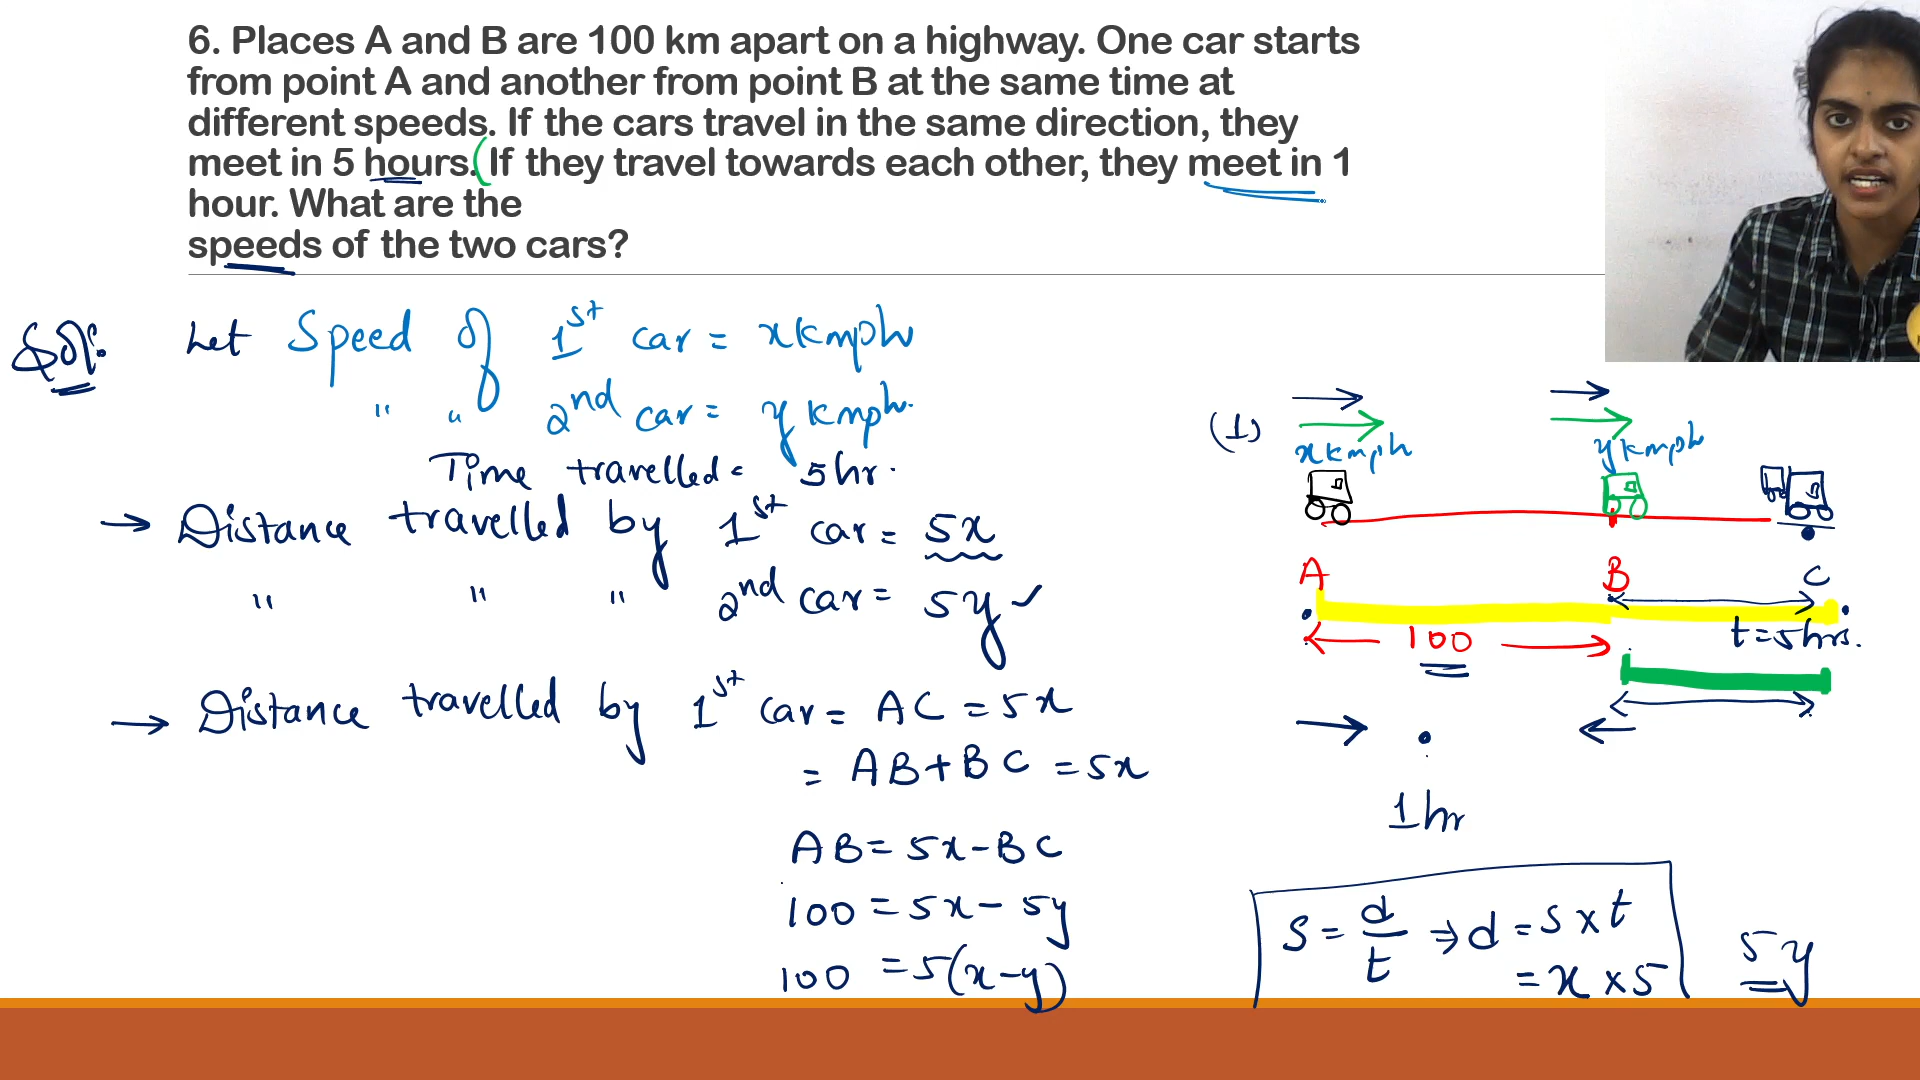 6. Places A and B are 100 km apart on a highway. One car starts
from point A and another from point B at the same time at
different speeds. If the cars travel in the same direction, they
meet in 5 hours. (If they travel towards each other, they meet in 1
hour. What are the
speeds of the two cars?
Sol:
Let Speed of 1st car = x kmph
" " 2nd car = y kmph.
Time travelled = 5hr.
→ Distance travelled by 1st car = 5x
" " " 2nd car = 5y ✓
→ Distance travelled by 1st car = AC = 5x
= AB+BC = 5x
AB = 5x-BC
100 = 5x - 5y
100 = 5(x-y)
(1)
x kmph y kmph
A B C
100 t=5hrs.
1hr
S = d/t ⇒ d = s x t
= x x 5
5y